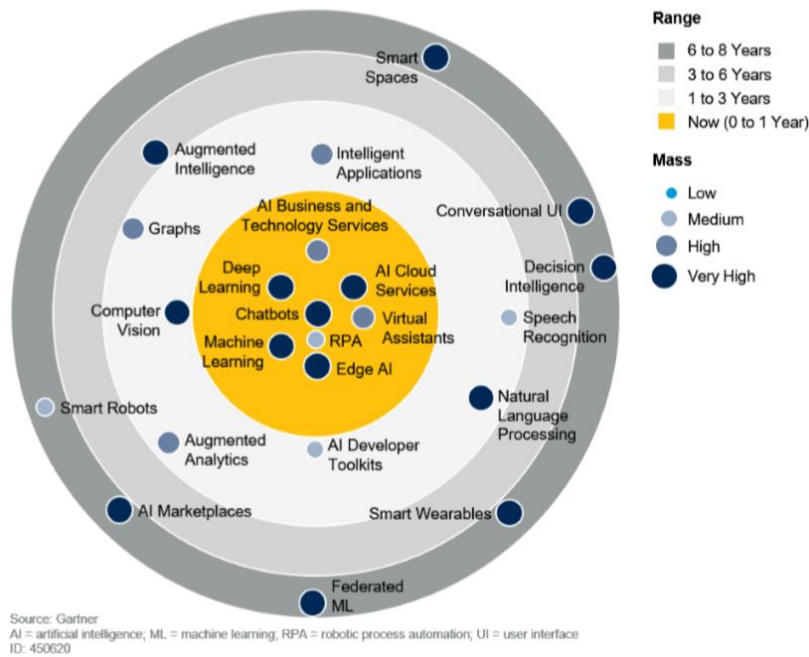 Range
6 to 8 Years
3 to 6 Years
1 to 3 Years
Now (0 to 1 Year)
Mass
Low
Medium
High
Very High
Smart
Spaces
Augmented
Intelligence
Intelligent
Applications
AI Business and
Technology Services
Conversational UI
Graphs
Deep
Learning
AI Cloud
Services
Decision
Intelligence
Computer
Vision
Chatbots
Virtual
Assistants
Speech
Recognition
Machine
Learning
RPA
Edge AI
Smart Robots
Natural
Language
Processing
Augmented
Analytics
AI Developer
Toolkits
AI Marketplaces
Smart Wearables
Federated
ML
Source: Gartner
AI = artificial intelligence; ML = machine learning; RPA = robotic process automation; UI = user interface
ID: 450620